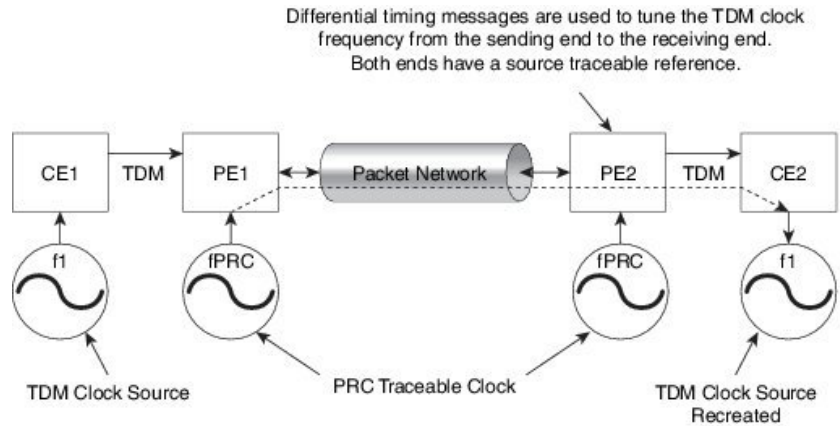 Differential timing messages are used to tune the TDM clock
frequency from the sending end to the receiving end.
Both ends have a source traceable reference.
CE1
TDM
PE1
Packet Network
PE2
TDM
CE2
f1
fPRC
fPRC
f1
TDM Clock Source
PRC Traceable Clock
TDM Clock Source
Recreated